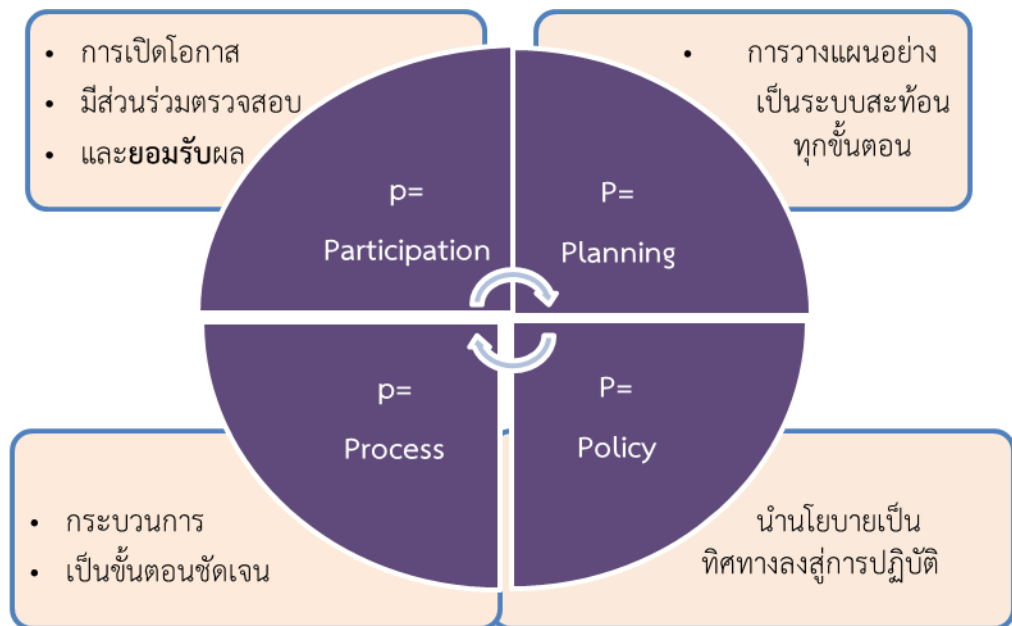 • การเปิดโอกาส
• มีส่วนร่วมตรวจสอบ
• และยอมรับผล
• การวางแผนอย่าง
เป็นระบบสะท้อน
ทุกขั้นตอน
p=
Participation
P=
Planning
p=
Process
P=
Policy
• กระบวนการ
• เป็นขั้นตอนชัดเจน
นำนโยบายเป็น
ทิศทางลงสู่การปฏิบัติ